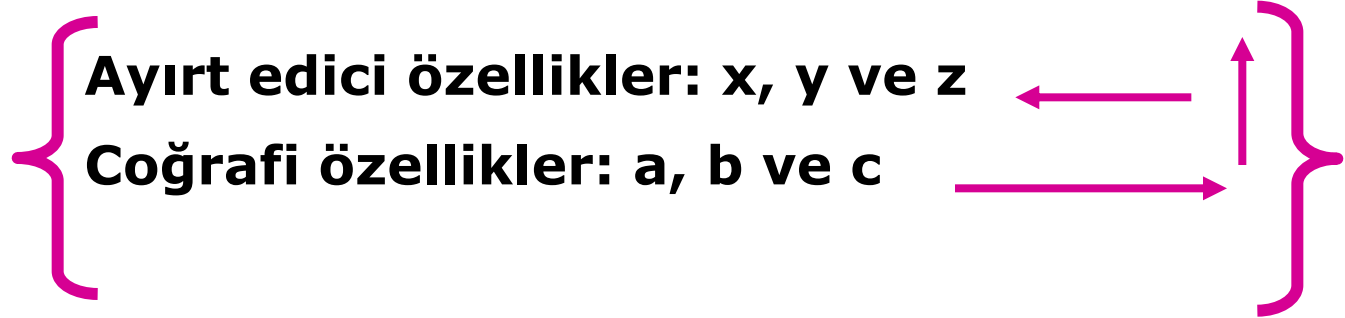 Ayırt edici özellikler: x, y ve z
Coğrafi özellikler: a, b ve c